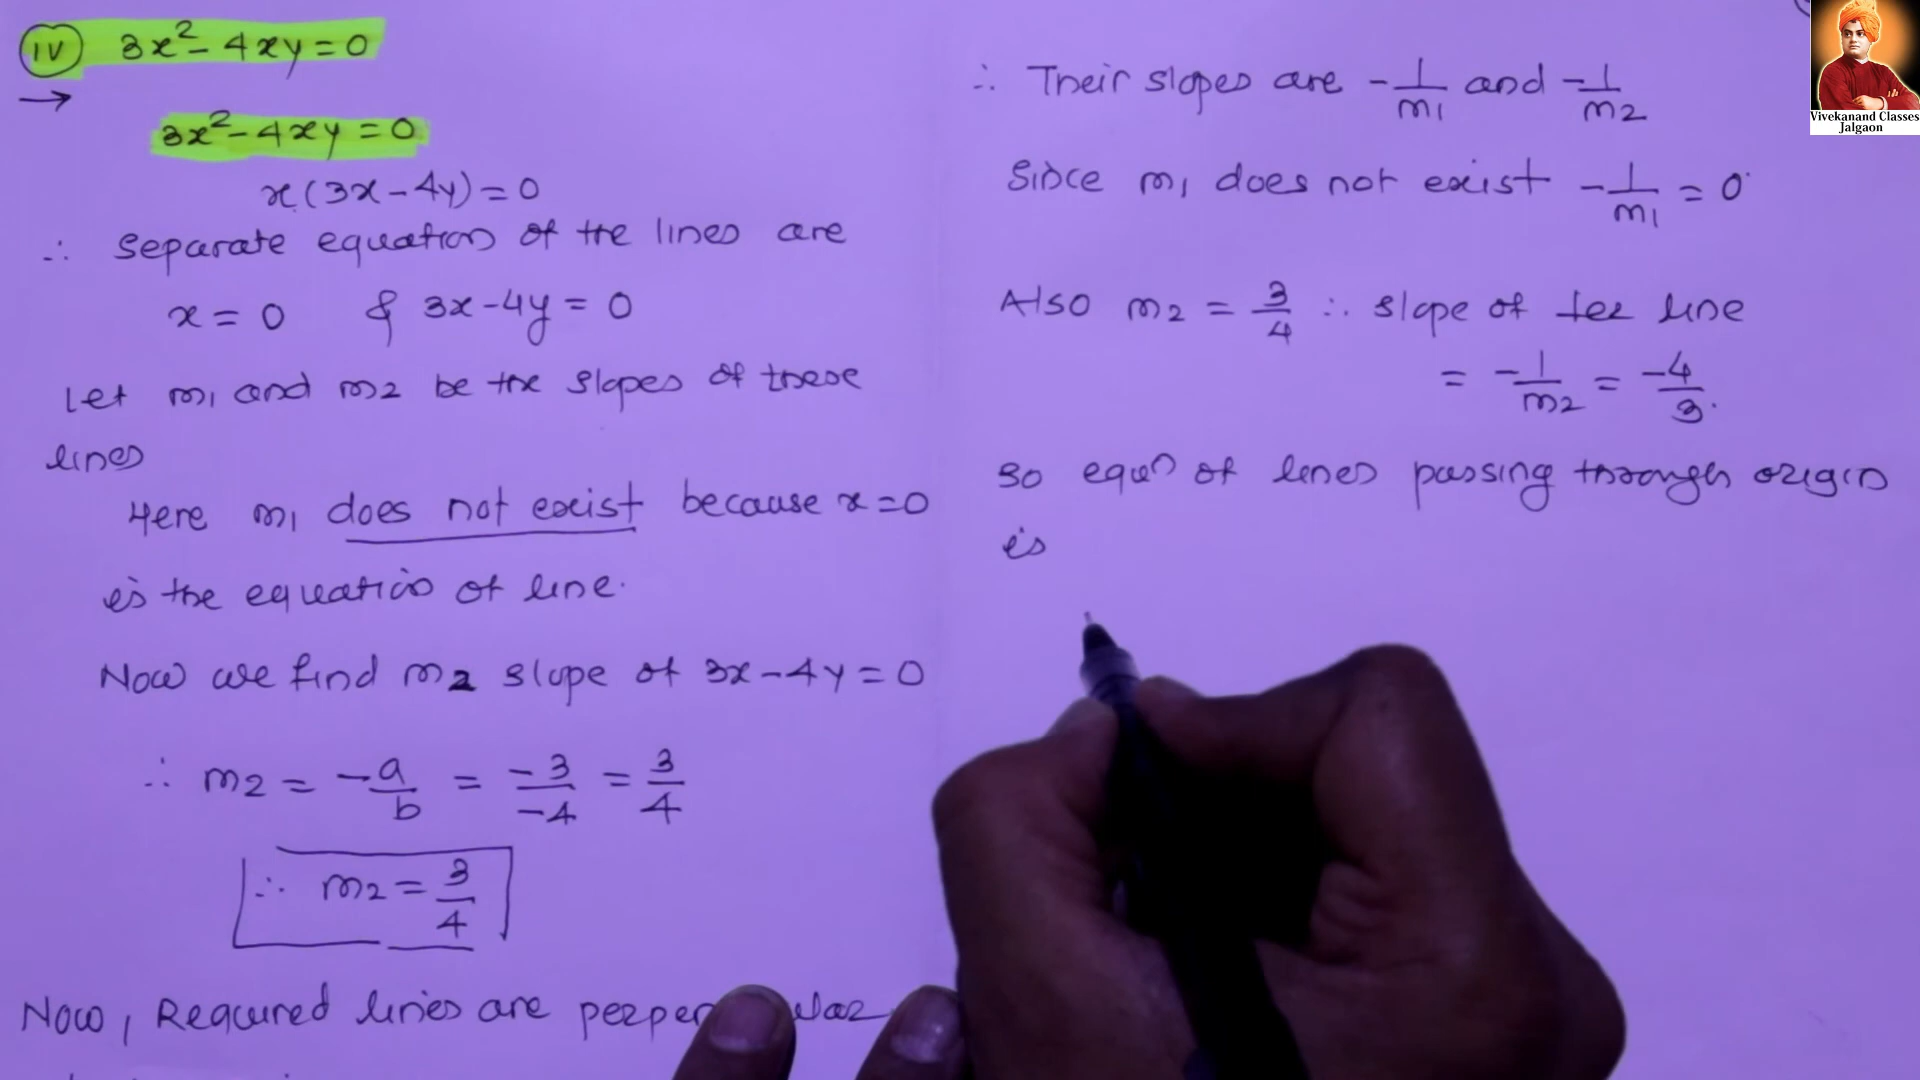 iv 3x² - 4xy = 0
→
3x² - 4xy = 0
x(3x - 4y) = 0
∴ Separate equation of the lines are
x = 0 & 3x - 4y = 0
Let m1 and m2 be the slopes of these
lines
Here m1 does not exist because x = 0
is the equation of line.
Now we find m2 slope of 3x - 4y = 0
∴ m2 = -a/b = -3/-4 = 3/4
∴ m2 = 3/4
Now, Required lines are
∴ Their slopes are -1/m1 and -1/m2
Since m1 does not exist -1/m1 = 0
Also m2 = 3/4 ∴ slope of line
= -1/m2 = -4/3.
So equn of lines passing through origin
is
Vivekanand Classes
Jalgaon